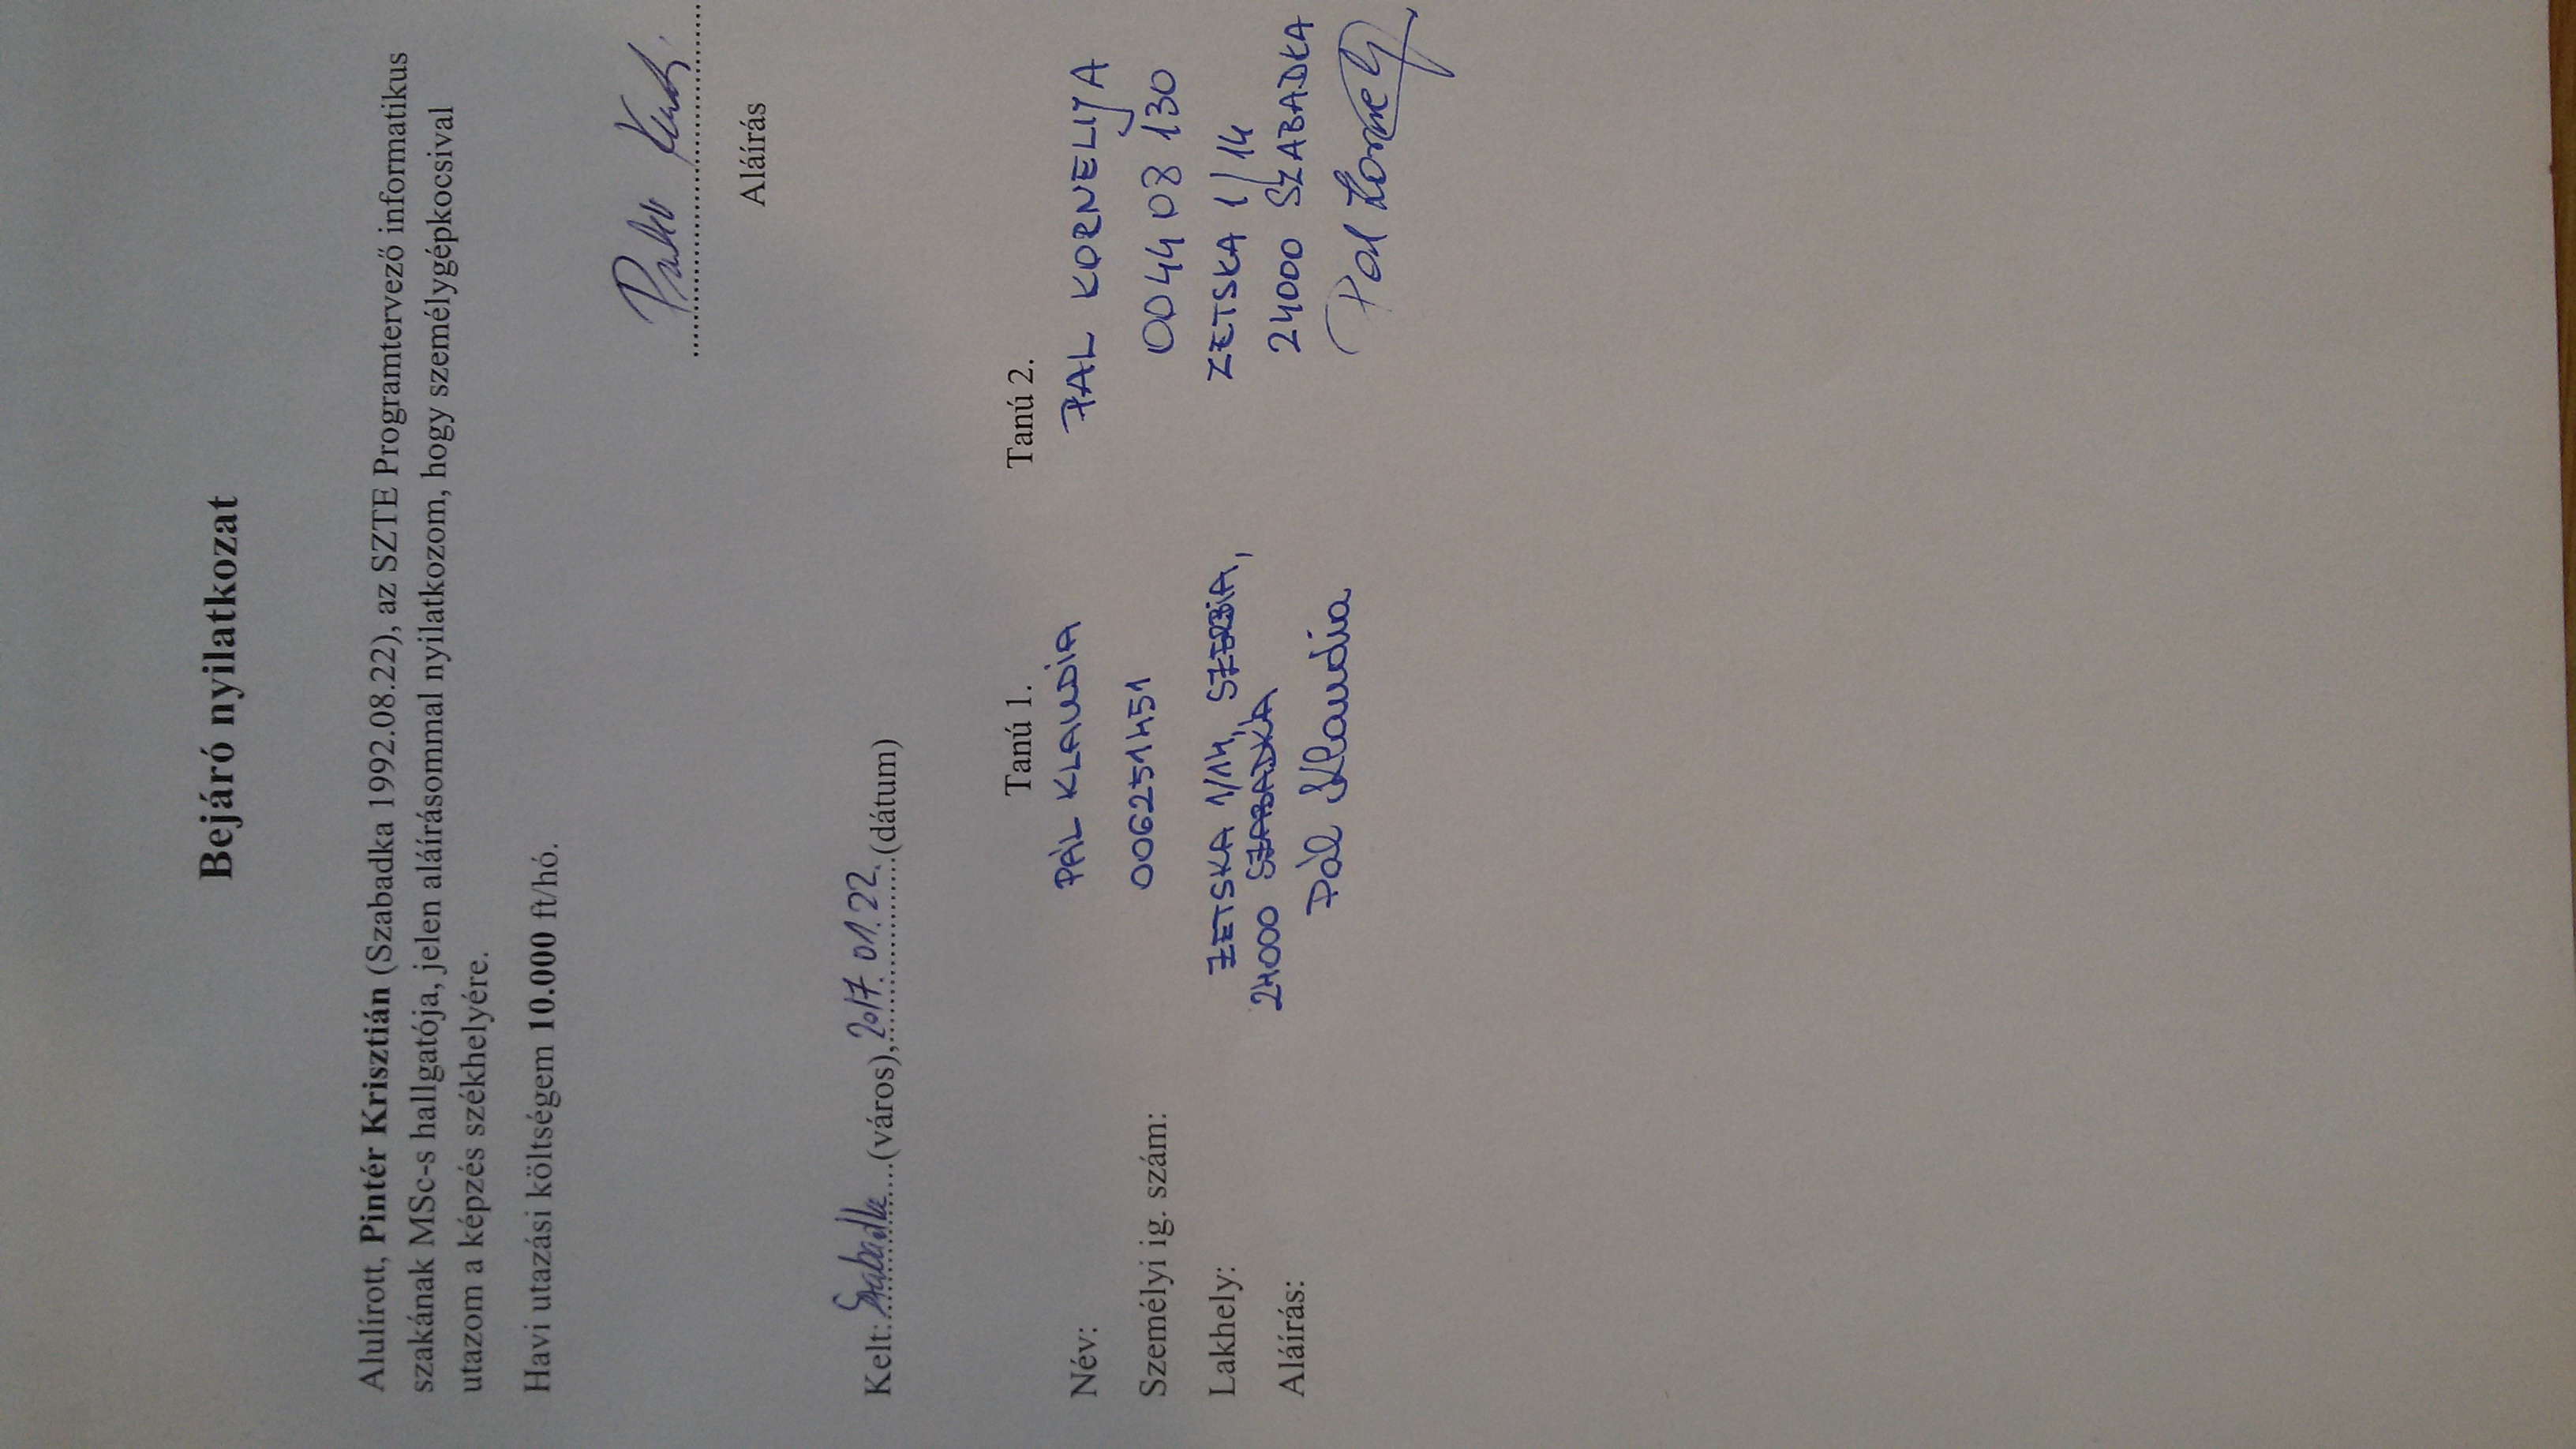 Bejáró nyilatkozat
Alulírott, Pintér Krisztián (Szabadka 1992.08.22), az SZTE Programtervező informatikus
szakának MSc-s hallgatója, jelen aláírásommal nyilatkozom, hogy személygépkocsival
utazom a képzés székhelyére.
Havi utazási költségem 10.000 ft/hó.
Aláírás
Kelt: Szabadka (város), 2017. 01. 22. (dátum)
Tanú 1. Tanú 2.
Név: PÁL KLAUDIA PAL KORNELIJA
Személyi ig. szám: 006251451 004408130
Lakhely: ZETSKA 1/14, SZERBIA, ZETSKA 1/14
24000 SZABADKA 24000 SZABADKA
Aláírás: Pál Klaudia Pal